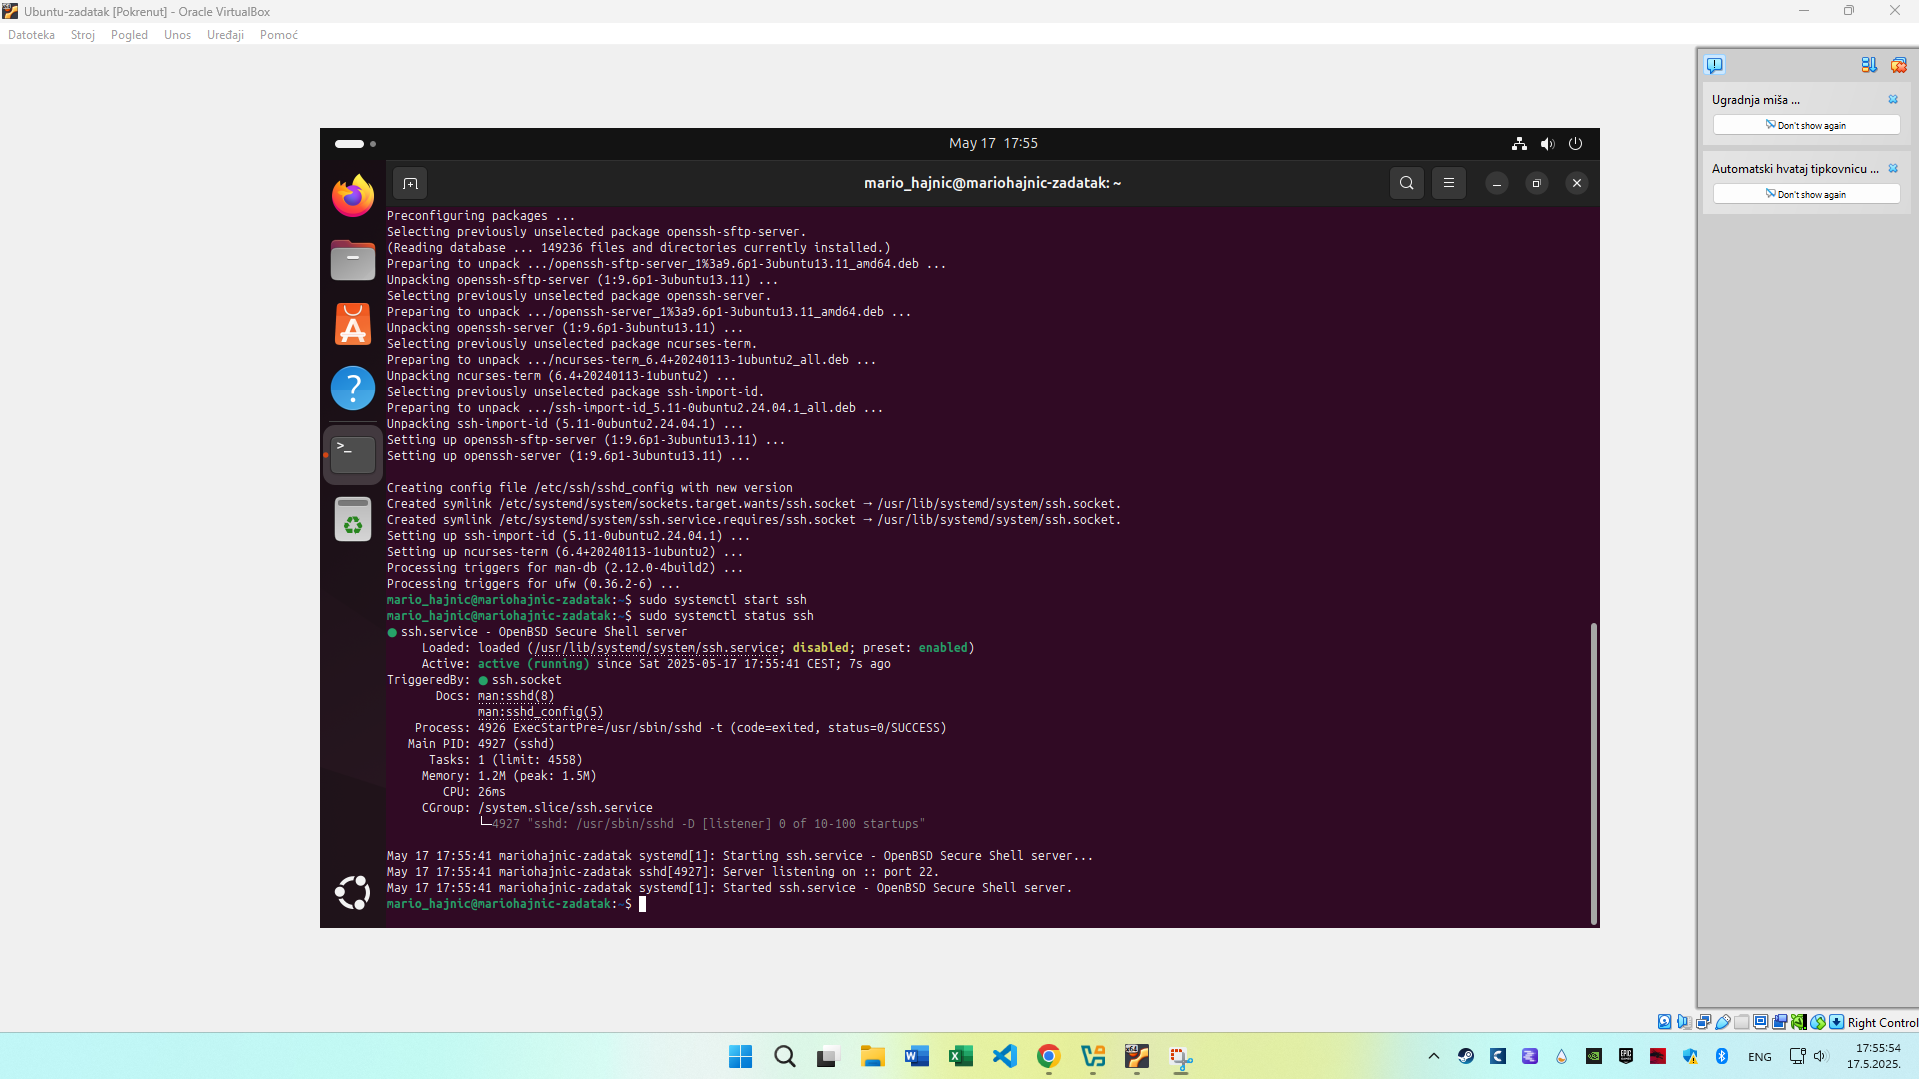 Ubuntu-zadatak [Pokrenut] - Oracle VirtualBox
Datoteka Stroj Pogled Unos Uređaji Pomoć
Ugradnja miša ...
Don't show again
Automatski hvataj tipkovnicu ...
Don't show again
May 17 17:55
mario_hajnic@mariohajnic-zadatak: ~
Preconfiguring packages ...
Selecting previously unselected package openssh-sftp-server.
(Reading database ... 149236 files and directories currently installed.)
Preparing to unpack .../openssh-sftp-server_1%3a9.6p1-3ubuntu13.11_amd64.deb ...
Unpacking openssh-sftp-server (1:9.6p1-3ubuntu13.11) ...
Selecting previously unselected package openssh-server.
Preparing to unpack .../openssh-server_1%3a9.6p1-3ubuntu13.11_amd64.deb ...
Unpacking openssh-server (1:9.6p1-3ubuntu13.11) ...
Selecting previously unselected package ncurses-term.
Preparing to unpack .../ncurses-term_6.4+20240113-1ubuntu2_all.deb ...
Unpacking ncurses-term (6.4+20240113-1ubuntu2) ...
Selecting previously unselected package ssh-import-id.
Preparing to unpack .../ssh-import-id_5.11-0ubuntu2.24.04.1_all.deb ...
Unpacking ssh-import-id (5.11-0ubuntu2.24.04.1) ...
Setting up openssh-sftp-server (1:9.6p1-3ubuntu13.11) ...
Setting up openssh-server (1:9.6p1-3ubuntu13.11) ...
Creating config file /etc/ssh/sshd_config with new version
Created symlink /etc/systemd/system/sockets.target.wants/ssh.socket → /usr/lib/systemd/system/ssh.socket.
Created symlink /etc/systemd/system/ssh.service.requires/ssh.socket → /usr/lib/systemd/system/ssh.socket.
Setting up ssh-import-id (5.11-0ubuntu2.24.04.1) ...
Setting up ncurses-term (6.4+20240113-1ubuntu2) ...
Processing triggers for man-db (2.12.0-4build2) ...
Processing triggers for ufw (0.36.2-6) ...
mario_hajnic@mariohajnic-zadatak:~$ sudo systemctl start ssh
mario_hajnic@mariohajnic-zadatak:~$ sudo systemctl status ssh
● ssh.service - OpenBSD Secure Shell server
Loaded: loaded (/usr/lib/systemd/system/ssh.service; disabled; preset: enabled)
Active: active (running) since Sat 2025-05-17 17:55:41 CEST; 7s ago
TriggeredBy: ● ssh.socket
Docs: man:sshd(8)
man:sshd_config(5)
Process: 4926 ExecStartPre=/usr/sbin/sshd -t (code=exited, status=0/SUCCESS)
Main PID: 4927 (sshd)
Tasks: 1 (limit: 4558)
Memory: 1.2M (peak: 1.5M)
CPU: 26ms
CGroup: /system.slice/ssh.service
└─4927 "sshd: /usr/sbin/sshd -D [listener] 0 of 10-100 startups"
May 17 17:55:41 mariohajnic-zadatak systemd[1]: Starting ssh.service - OpenBSD Secure Shell server...
May 17 17:55:41 mariohajnic-zadatak sshd[4927]: Server listening on :: port 22.
May 17 17:55:41 mariohajnic-zadatak systemd[1]: Started ssh.service - OpenBSD Secure Shell server.
mario_hajnic@mariohajnic-zadatak:~$
Right Control
ENG
17:55:54
17.5.2025.